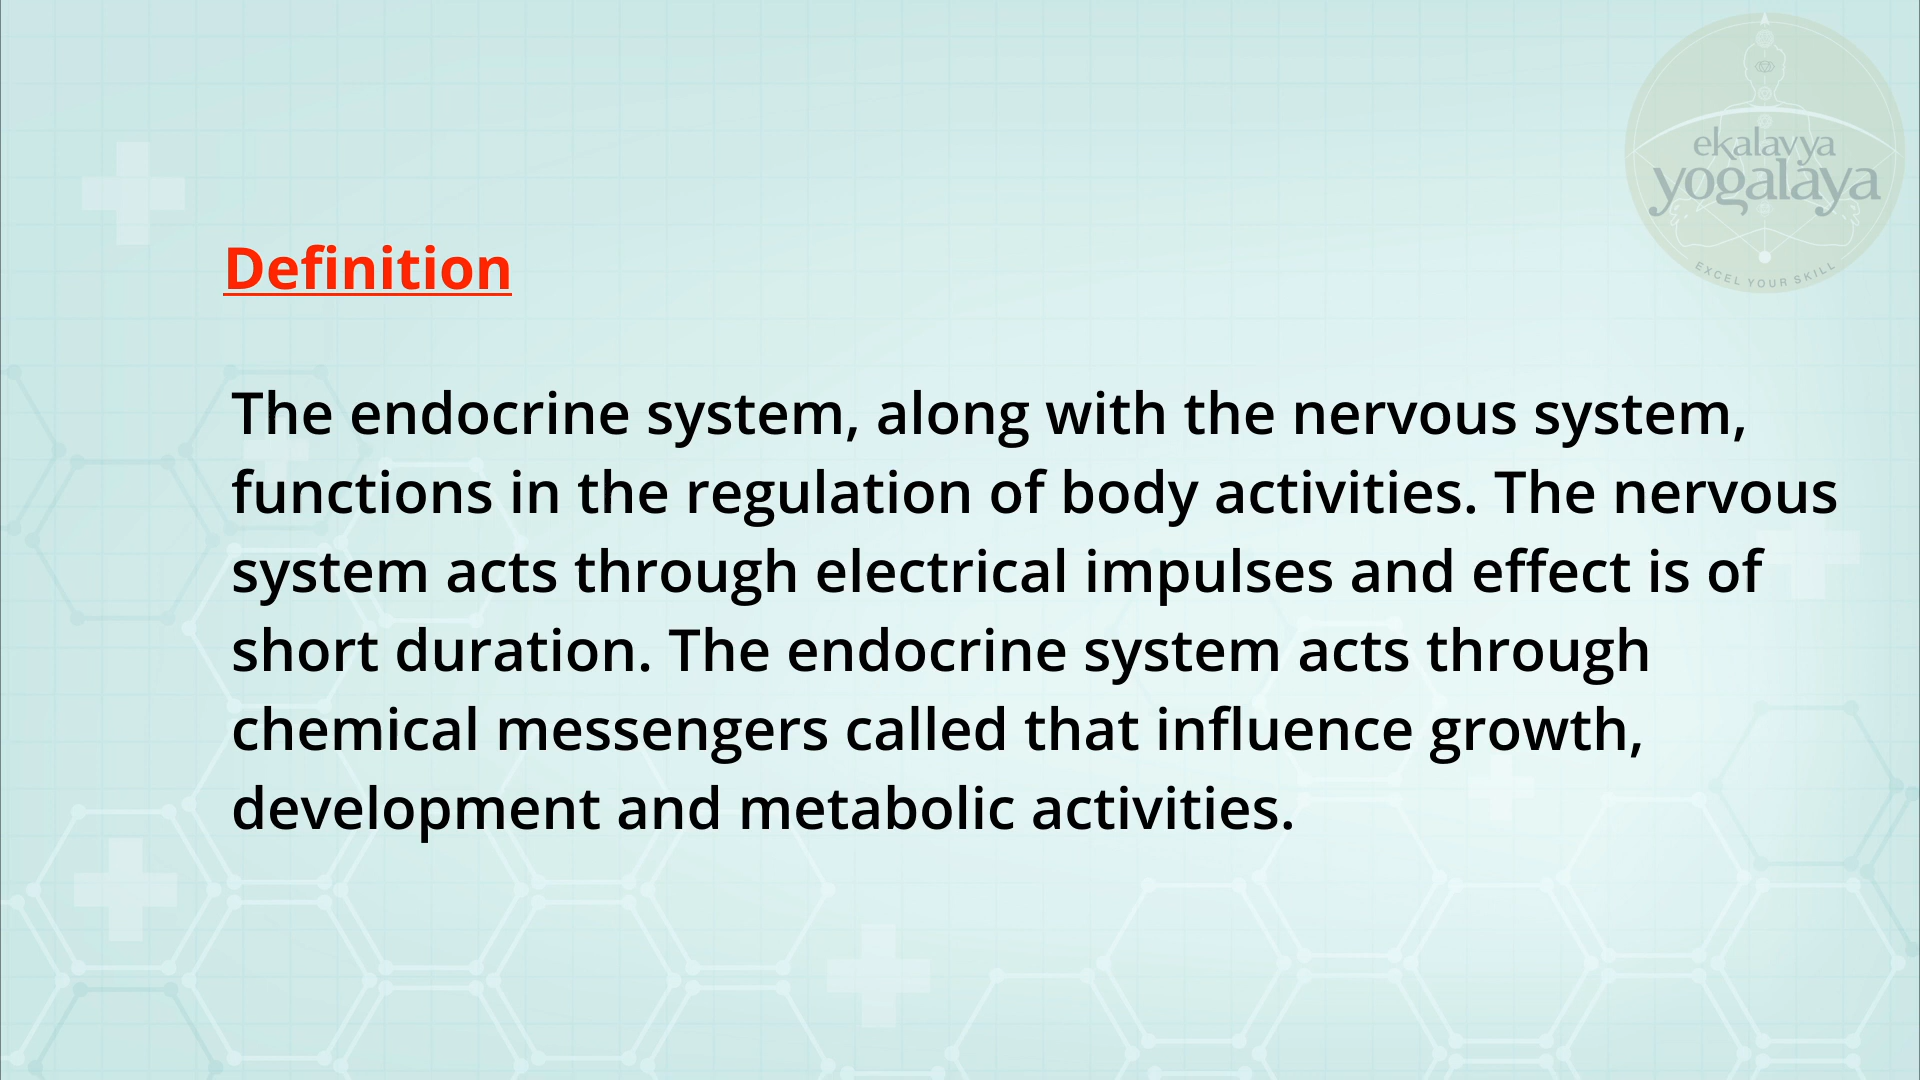 ekalavya
yogalaya
EXCEL YOUR SKILL
Definition
The endocrine system, along with the nervous system,
functions in the regulation of body activities. The nervous
system acts through electrical impulses and effect is of
short duration. The endocrine system acts through
chemical messengers called that influence growth,
development and metabolic activities.